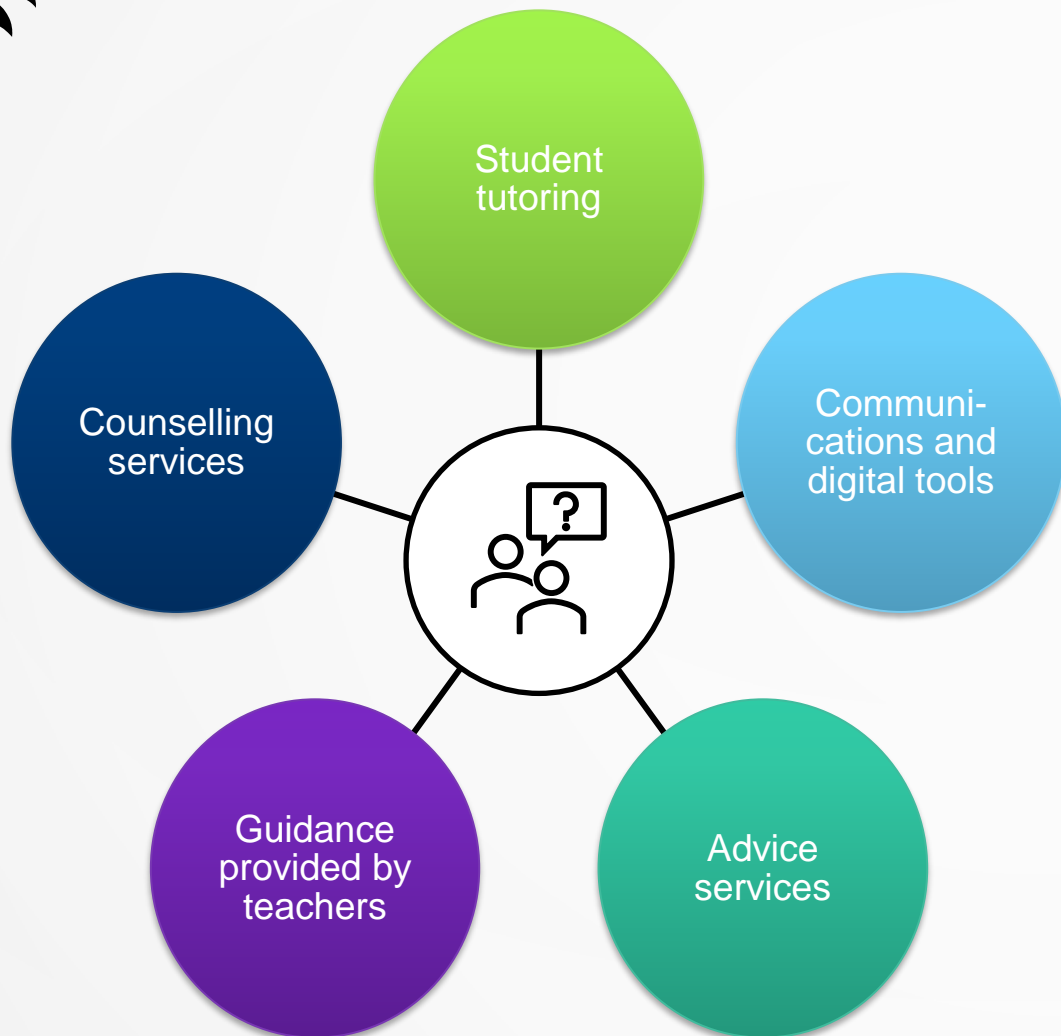 Student
tutoring
Communi-
cations and
digital tools
Advice
services
Guidance
provided by
teachers
Counselling
services
?